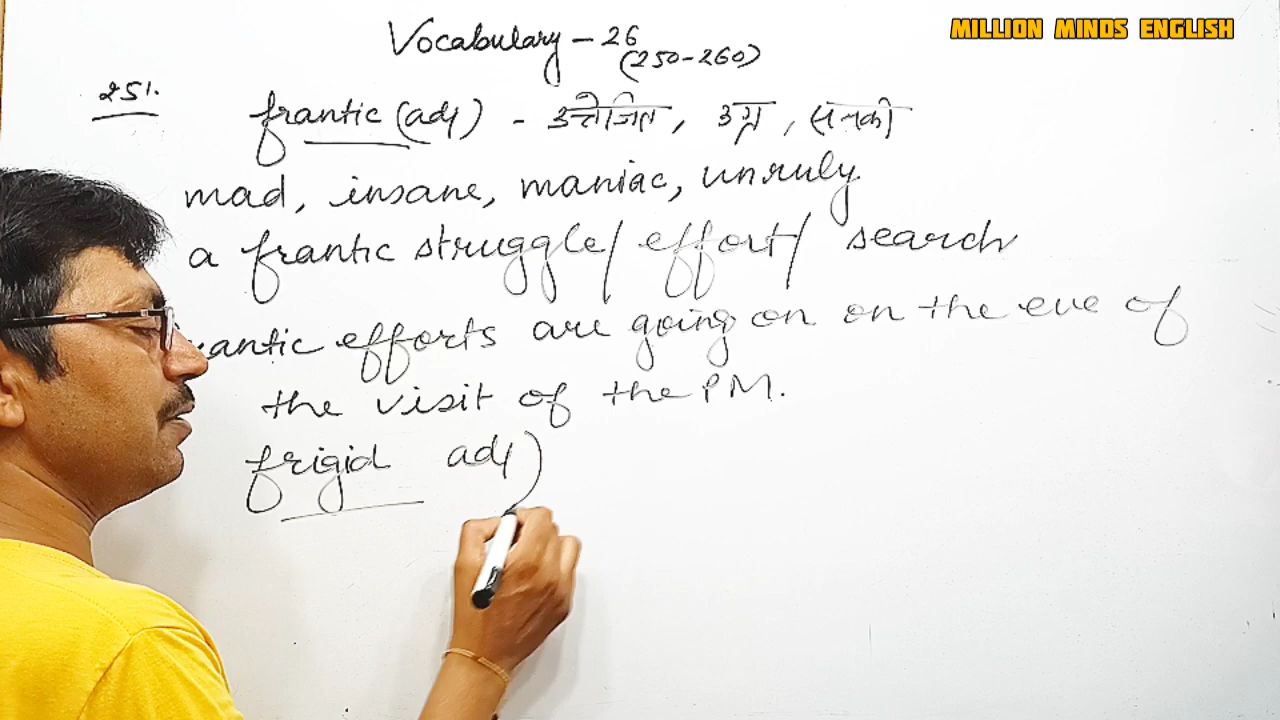 MILLION MINDS ENGLISH
Vocabulary - 26
(250-260)
251.
frantic (adj) - उत्तेजित, उग्र, सनकी
mad, insane, maniac, unruly
a frantic struggle/ effort/ search
rantic efforts are going on on the eve of
the visit of the PM.
frigid adj)